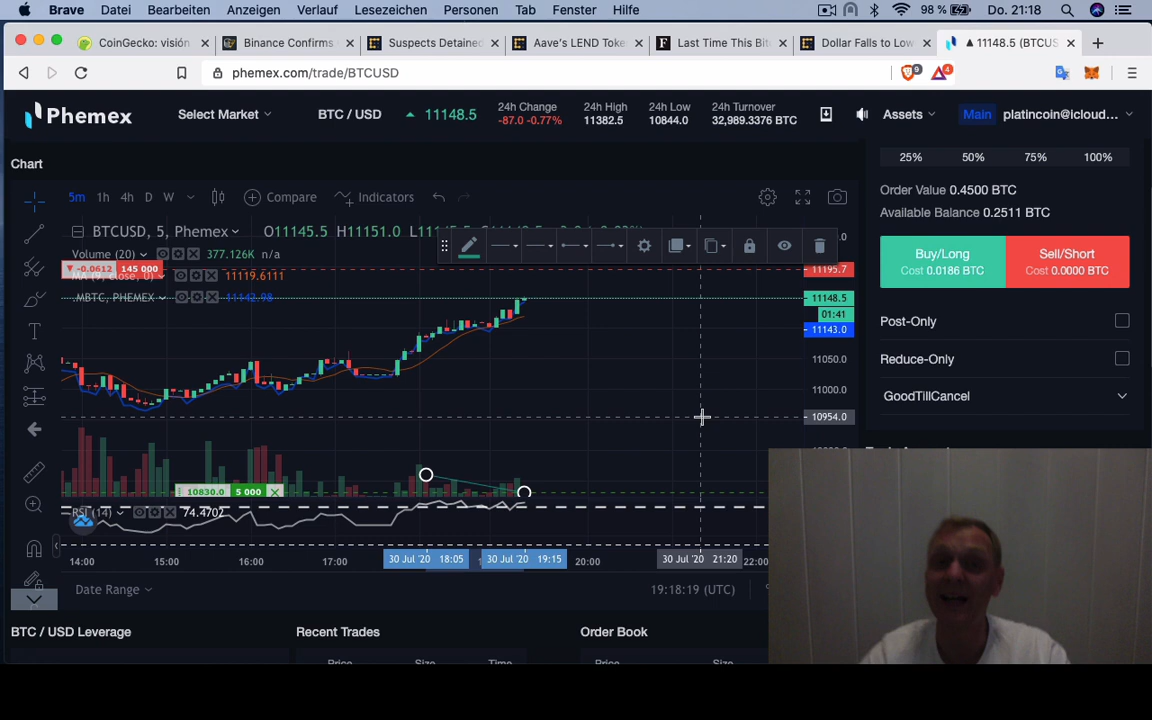 Brave Datei Bearbeiten Anzeigen Verlauf Lesezeichen Personen Tab Fenster Hilfe 98 % Do. 21:18
CoinGecko: visión Binance Confirms Suspects Detained Aave's LEND Toke Last Time This Bit Dollar Falls to Low ▲ 11148.5 (BTCUS
phemex.com/trade/BTCUSD 9 4
Phemex Select Market BTC / USD 11148.5 24h Change 24h High 24h Low 24h Turnover Assets Main platincoin@icloud...
-87.0 -0.77% 11382.5 10844.0 32,989.3376 BTC
Chart
25% 50% 75% 100%
5m 1h 4h D W Compare Indicators
Order Value 0.4500 BTC
Available Balance 0.2511 BTC
BTCUSD, 5, Phemex O11145.5 H11151.0
Volume (20) 377.126K n/a
-0.0612 145 000 11119.6111 11195.7
.MBTC, PHEMEX 11142.98 11148.5
01:41
11143.0
11050.0
11000.0
10954.0
Buy/Long Sell/Short
Cost 0.0186 BTC Cost 0.0000 BTC
Post-Only
Reduce-Only
GoodTillCancel
10830.0 5 000
RSI (14) 74.4702
14:00 15:00 16:00 17:00 30 Jul '20 18:05 30 Jul '20 19:15 20:00 30 Jul '20 21:20 22:00
Date Range 19:18:19 (UTC)
BTC / USD Leverage Recent Trades Order Book
Price Size Time Price Size